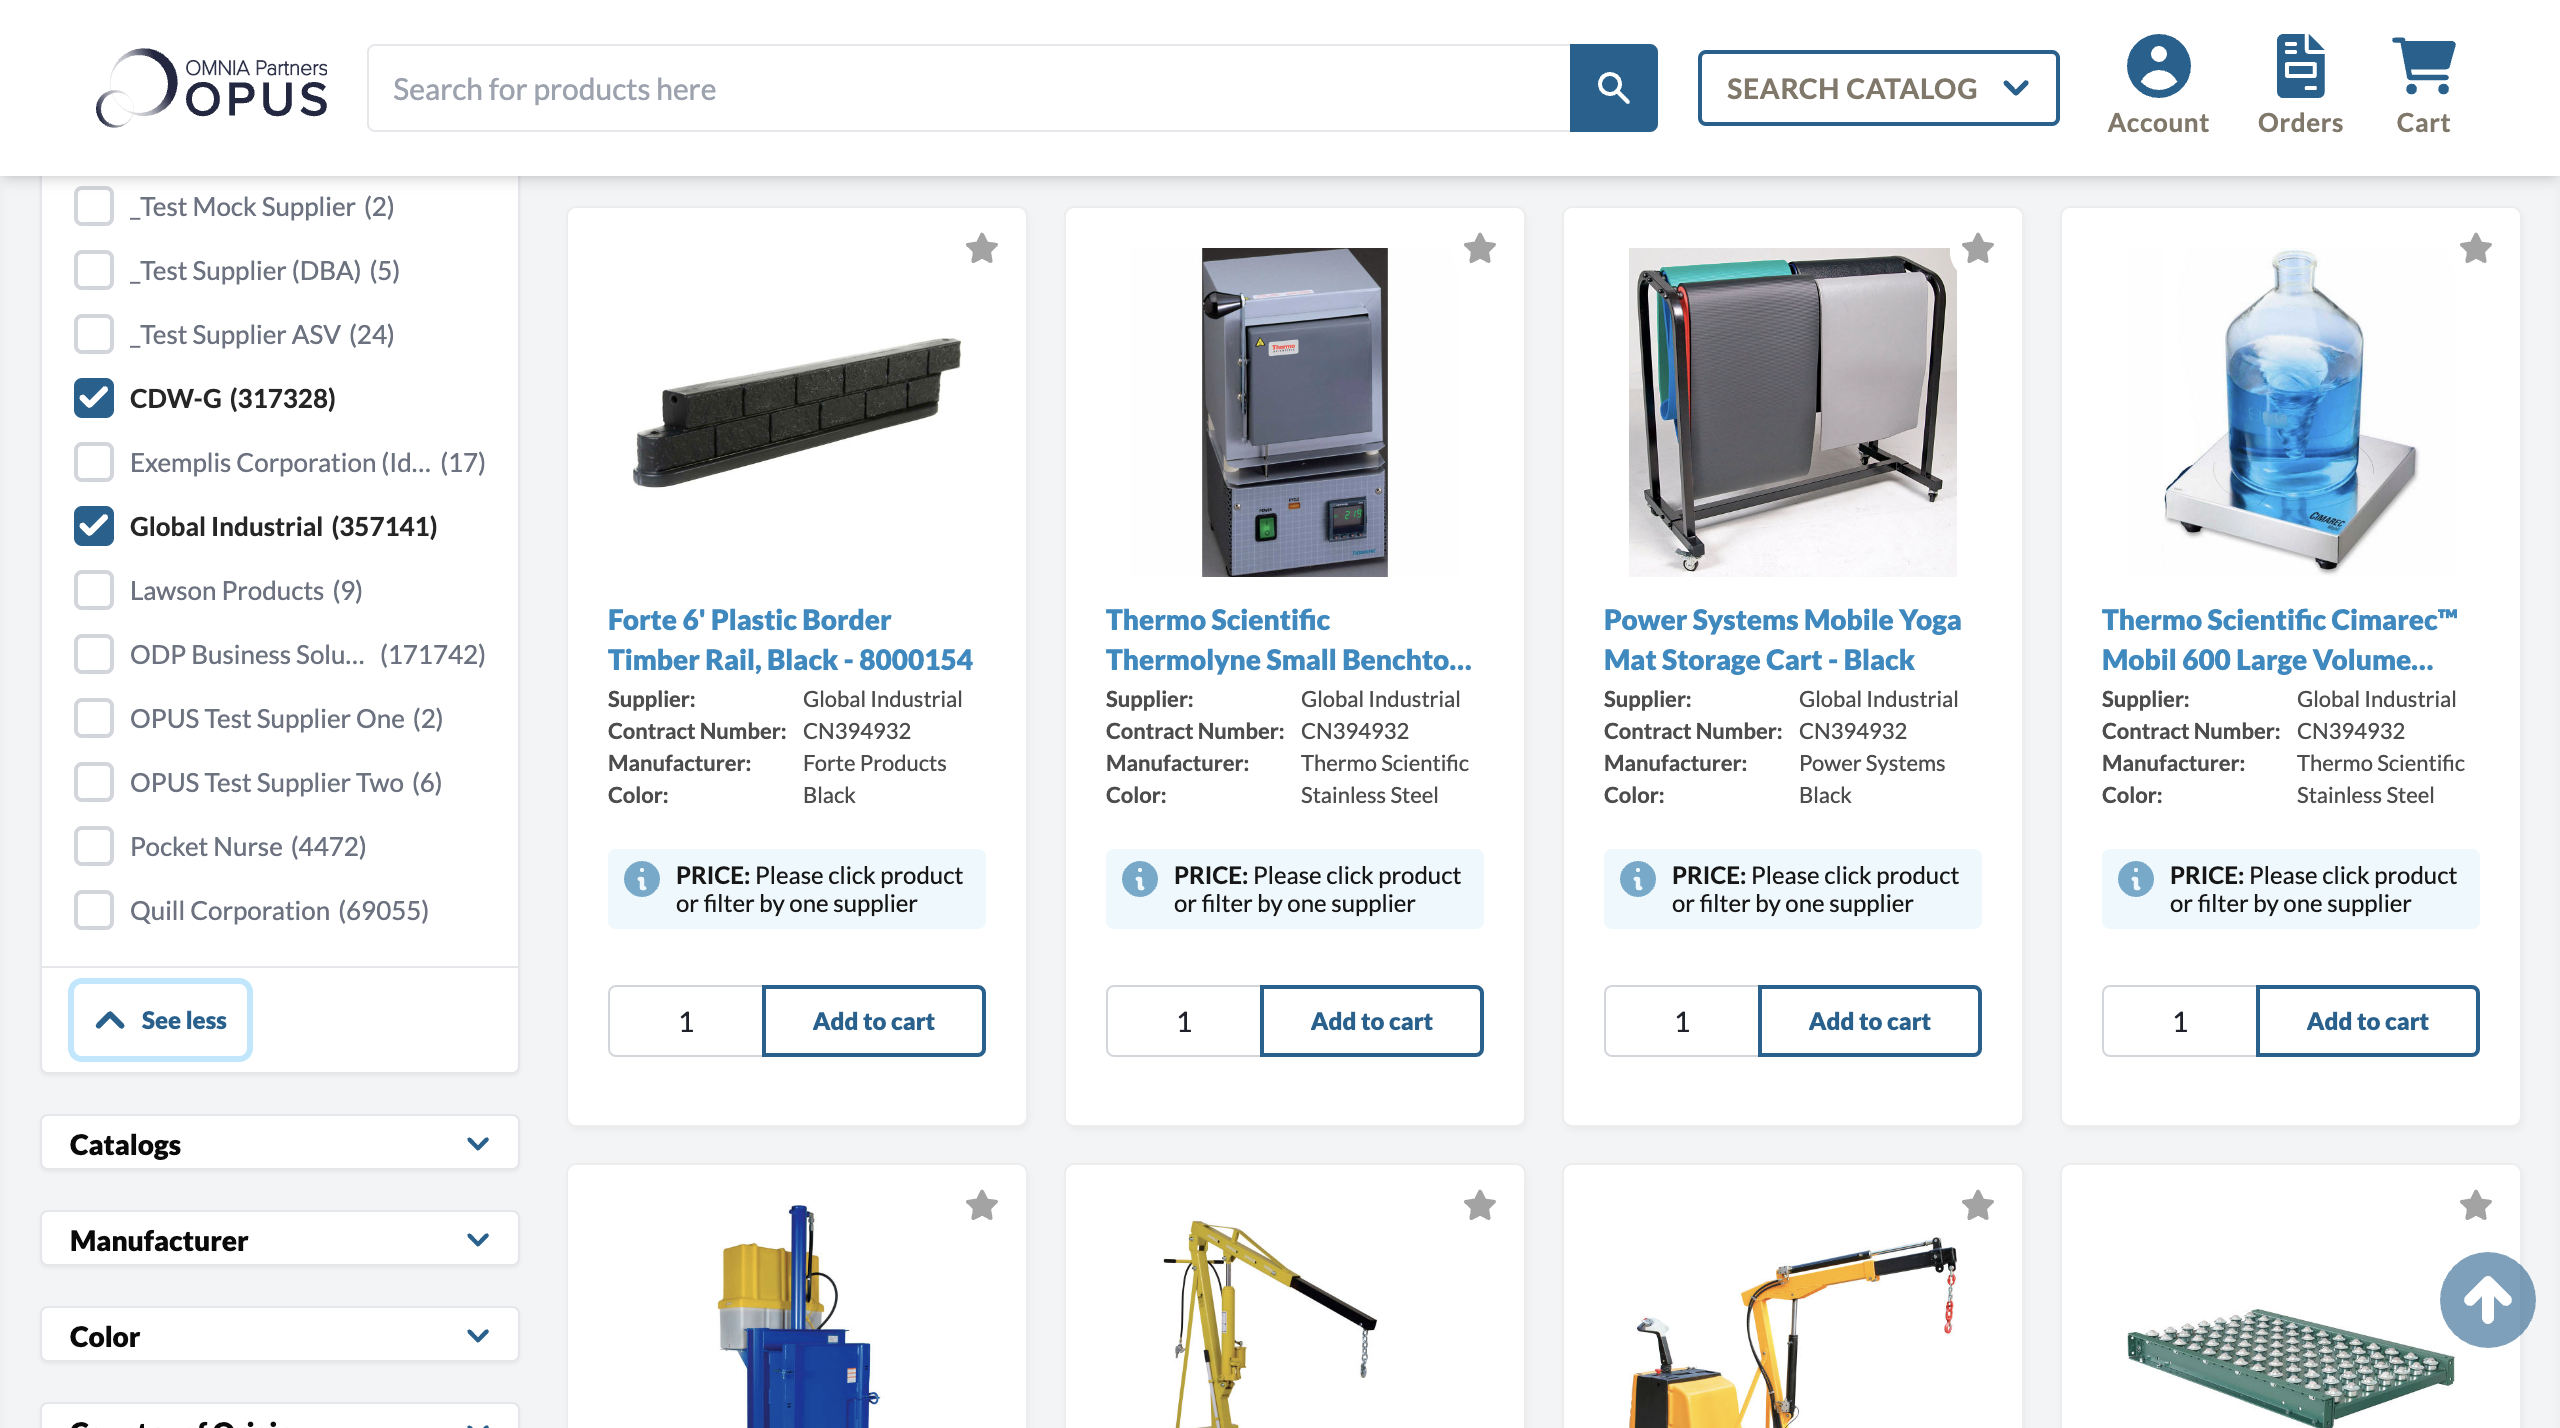 OMNIA Partners
OPUS
Search for products here
SEARCH CATALOG
Account
Orders
Cart
_Test Mock Supplier (2)
_Test Supplier (DBA) (5)
_Test Supplier ASV (24)
CDW-G (317328)
Exemplis Corporation (Id... (17)
Global Industrial (357141)
Lawson Products (9)
ODP Business Solu... (171742)
OPUS Test Supplier One (2)
OPUS Test Supplier Two (6)
Pocket Nurse (4472)
Quill Corporation (69055)
See less
Catalogs
Manufacturer
Color
Thermo
CIMAREC
Forte 6' Plastic Border
Timber Rail, Black - 8000154
Supplier: Global Industrial
Contract Number: CN394932
Manufacturer: Forte Products
Color: Black
PRICE: Please click product
or filter by one supplier
1
Add to cart
Thermo Scientific
Thermolyne Small Benchto...
Supplier: Global Industrial
Contract Number: CN394932
Manufacturer: Thermo Scientific
Color: Stainless Steel
PRICE: Please click product
or filter by one supplier
1
Add to cart
Power Systems Mobile Yoga
Mat Storage Cart - Black
Supplier: Global Industrial
Contract Number: CN394932
Manufacturer: Power Systems
Color: Black
PRICE: Please click product
or filter by one supplier
1
Add to cart
Thermo Scientific Cimarec™
Mobil 600 Large Volume...
Supplier: Global Industrial
Contract Number: CN394932
Manufacturer: Thermo Scientific
Color: Stainless Steel
PRICE: Please click product
or filter by one supplier
1
Add to cart